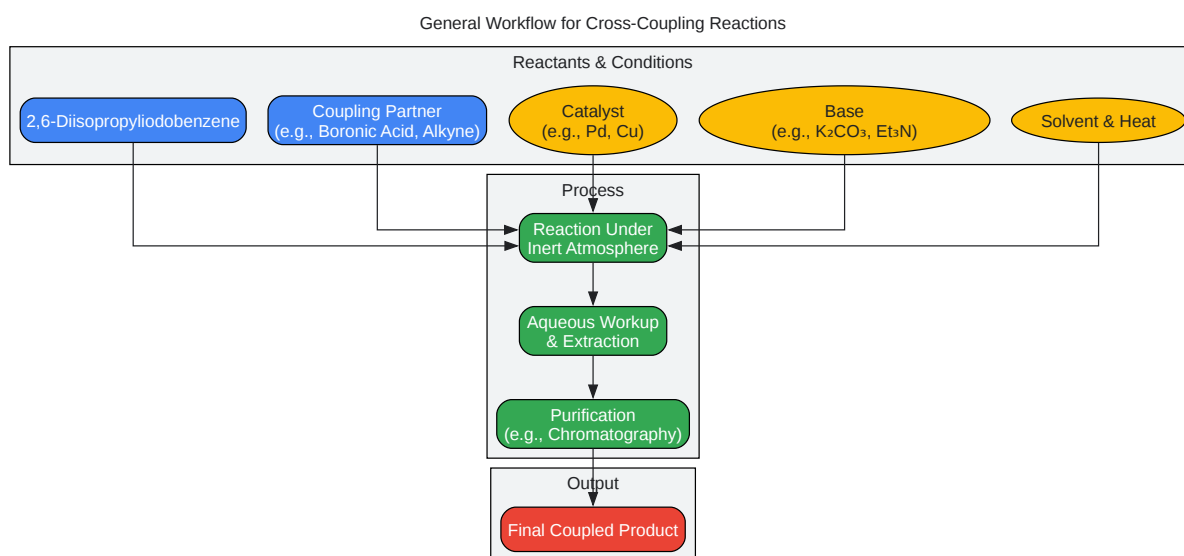 General Workflow for Cross-Coupling Reactions
Reactants & Conditions
2,6-Diisopropyliodobenzene
Coupling Partner
(e.g., Boronic Acid, Alkyne)
Catalyst
(e.g., Pd, Cu)
Base
(e.g., K₂CO₃, Et₃N)
Solvent & Heat
Process
Reaction Under
Inert Atmosphere
Aqueous Workup
& Extraction
Purification
(e.g., Chromatography)
Output
Final Coupled Product